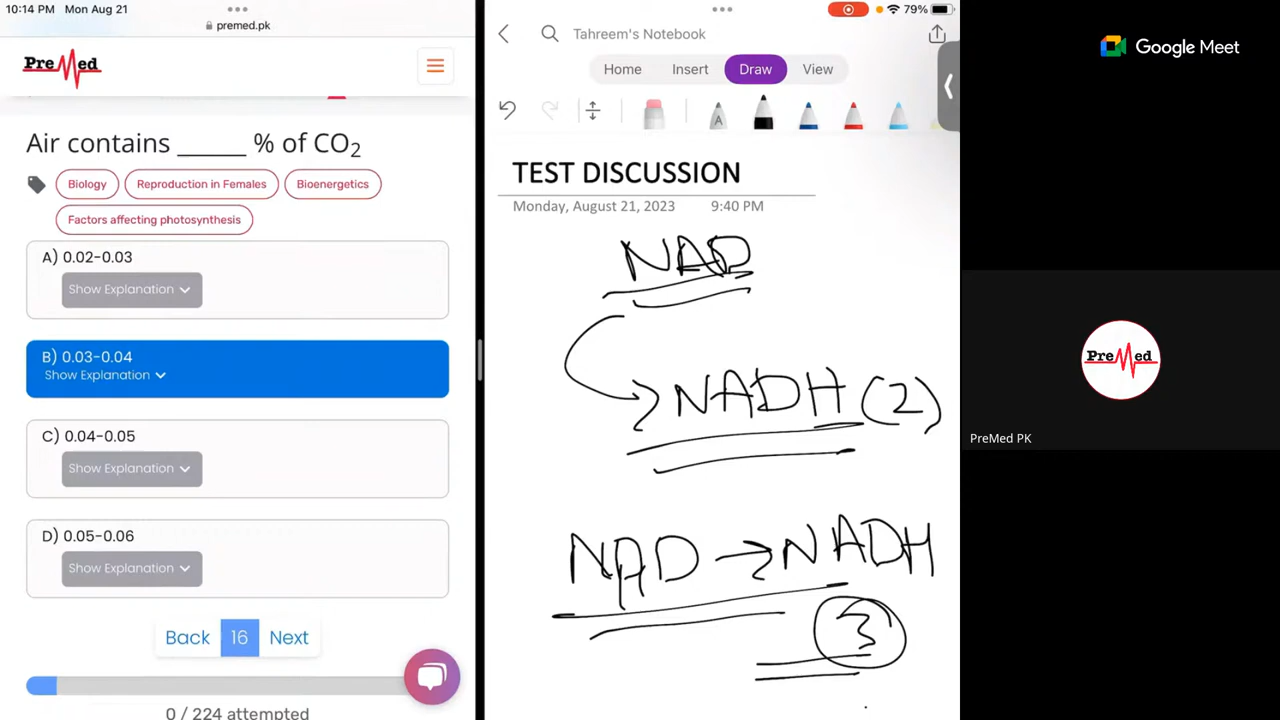 10:14 PM Mon Aug 21
premed.pk
PreMed
Air contains ______ % of CO₂
Biology
Reproduction in Females
Bioenergetics
Factors affecting photosynthesis
A) 0.02-0.03
Show Explanation
B) 0.03-0.04
Show Explanation
C) 0.04-0.05
Show Explanation
D) 0.05-0.06
Show Explanation
Back 16 Next
0 / 224 attempted
79%
Tahreem's Notebook
Home Insert Draw View
A
TEST DISCUSSION
Monday, August 21, 2023 9:40 PM
NAD
NADH (2)
NAD → NADH
3
Google Meet
PreMed
PreMed PK